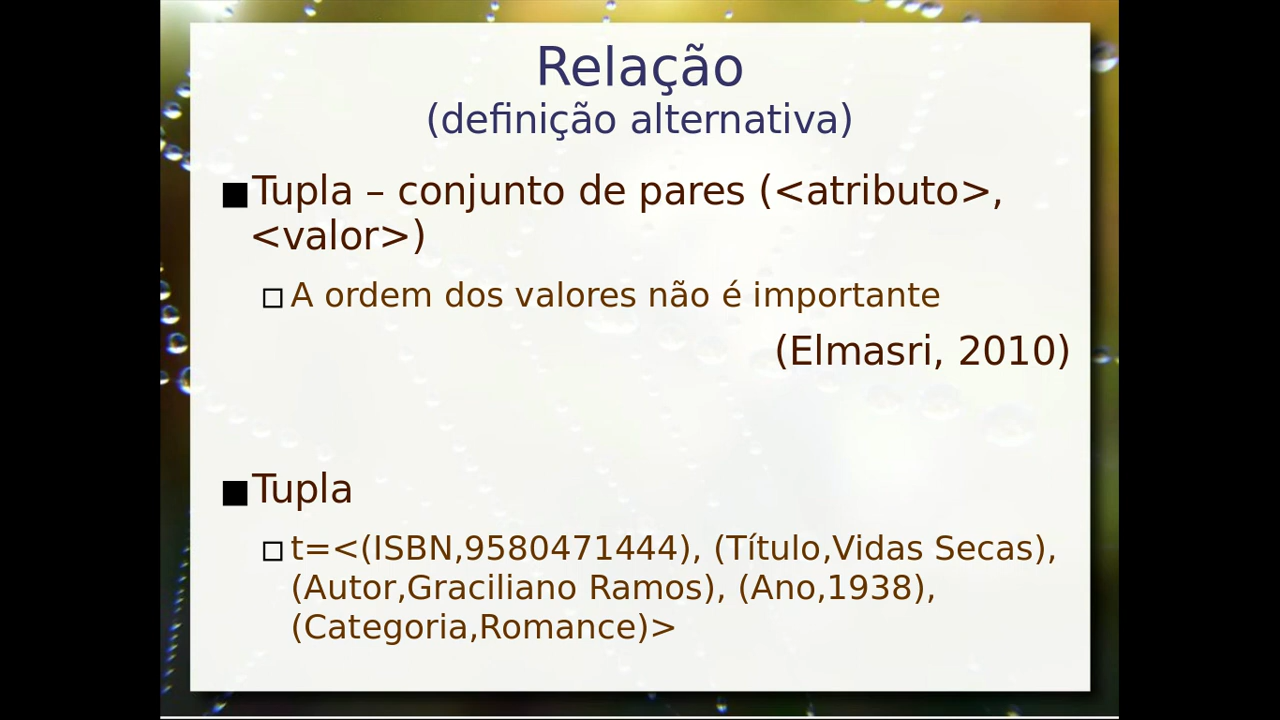 Relação
(definição alternativa)
Tupla – conjunto de pares (<atributo>,
<valor>)
A ordem dos valores não é importante
(Elmasri, 2010)
Tupla
t=<(ISBN,9580471444), (Título,Vidas Secas),
(Autor,Graciliano Ramos), (Ano,1938),
(Categoria,Romance)>